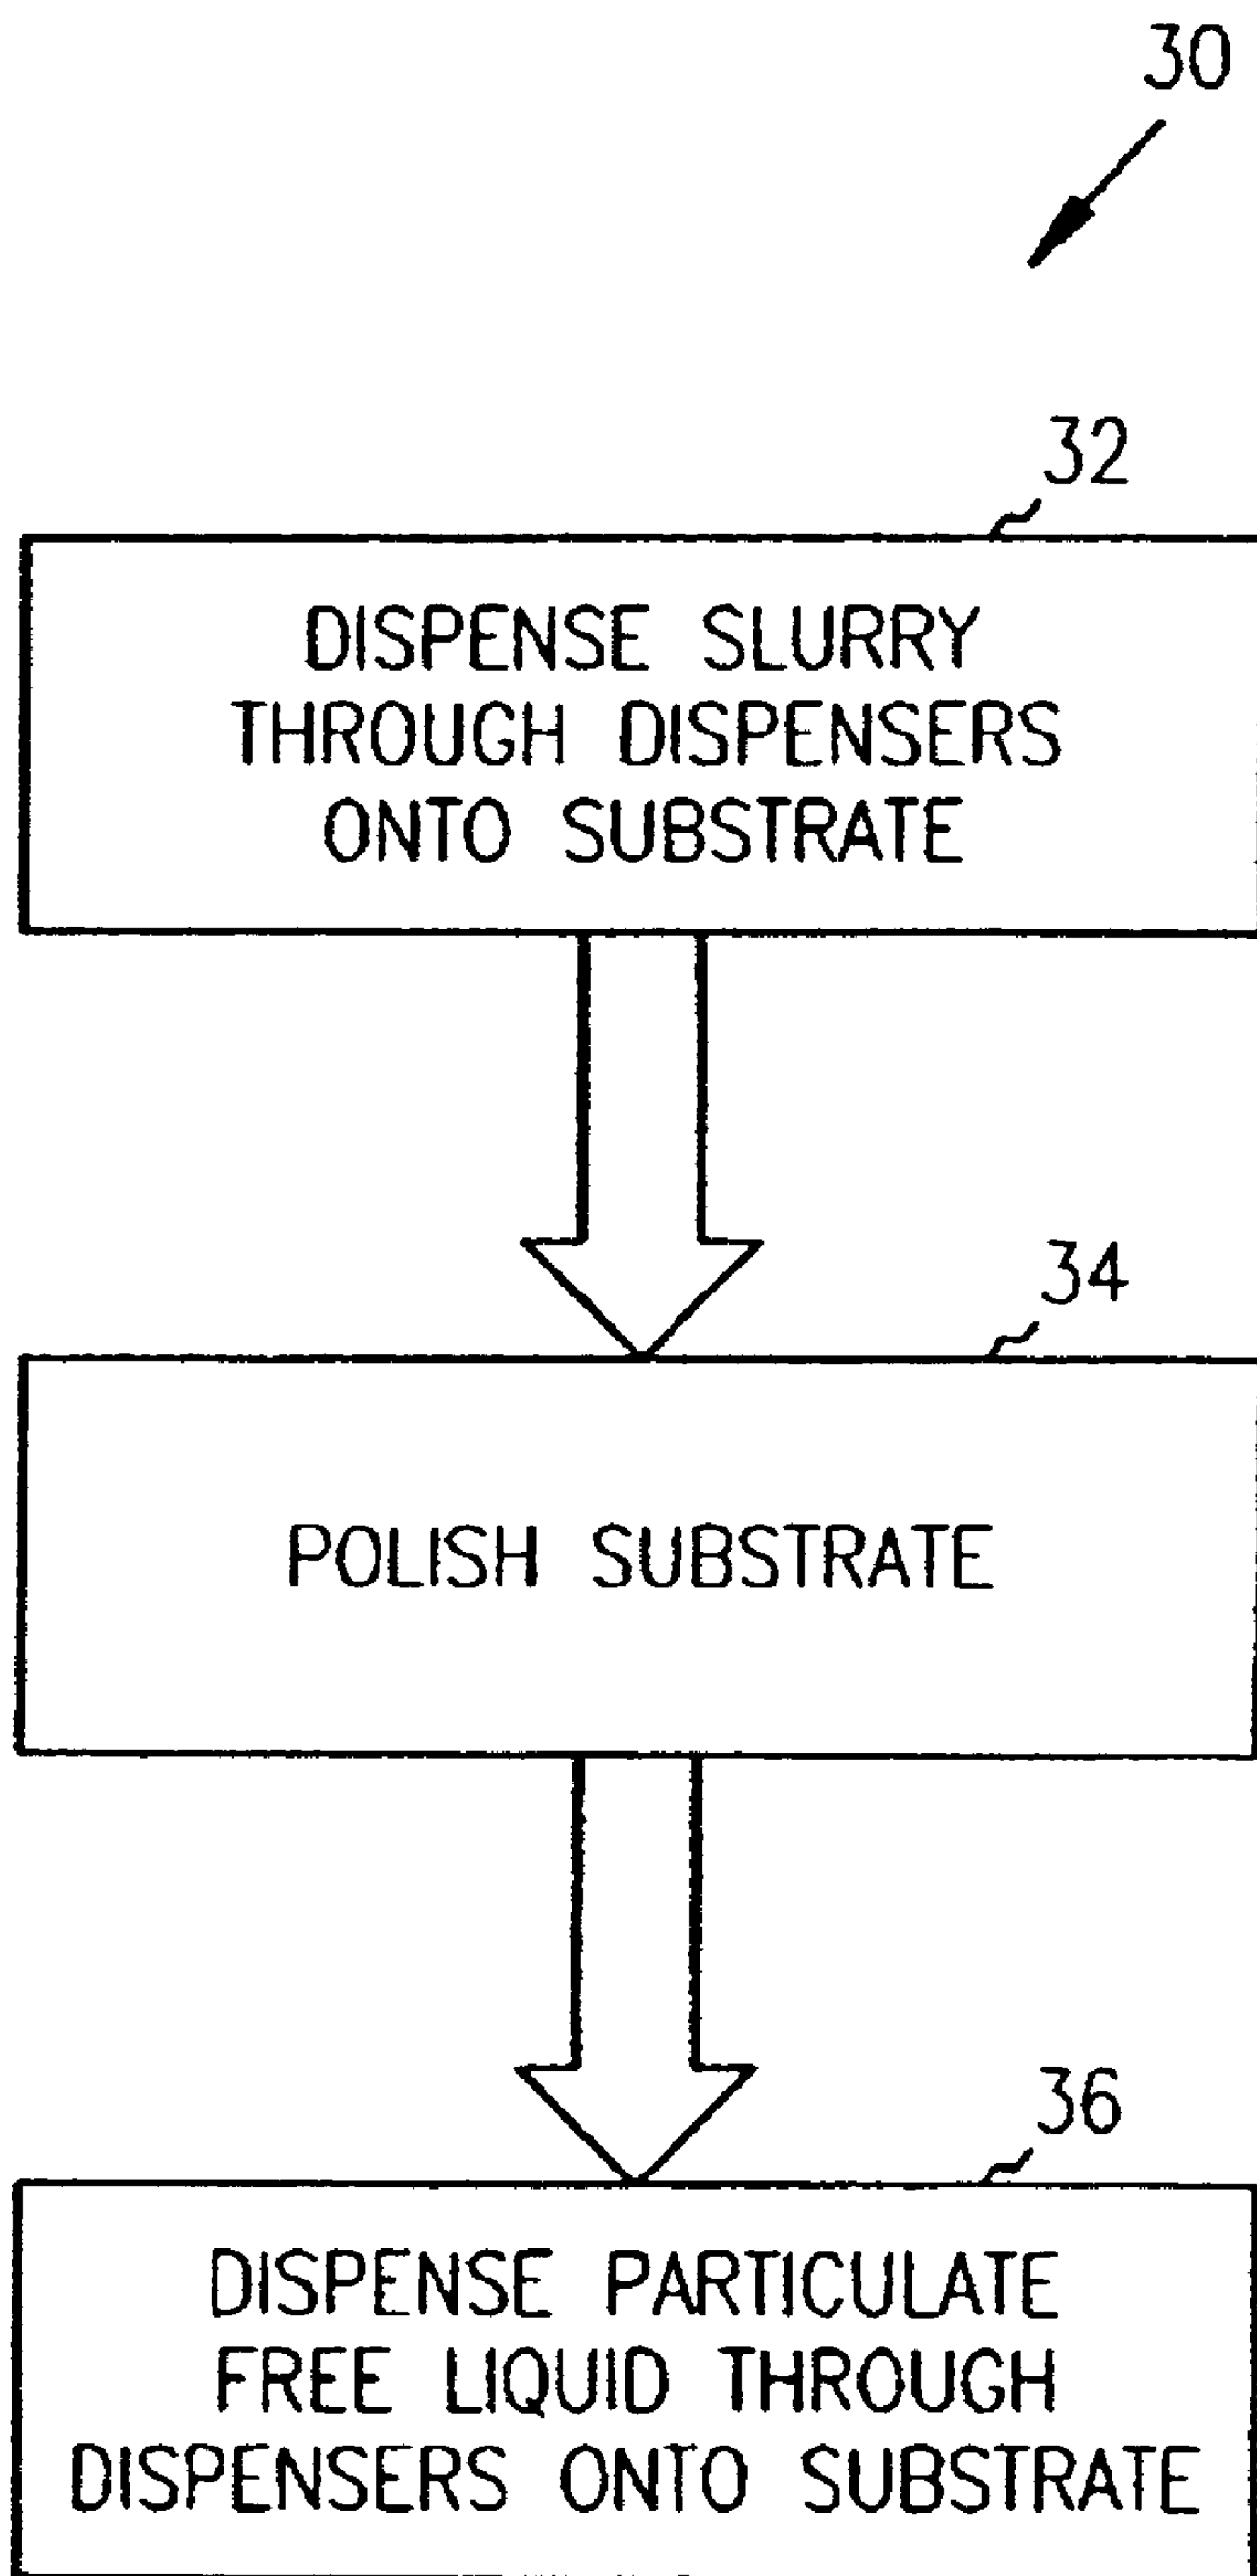 30
32
DISPENSE SLURRY
THROUGH DISPENSERS
ONTO SUBSTRATE
34
POLISH SUBSTRATE
36
DISPENSE PARTICULATE
FREE LIQUID THROUGH
DISPENSERS ONTO SUBSTRATE